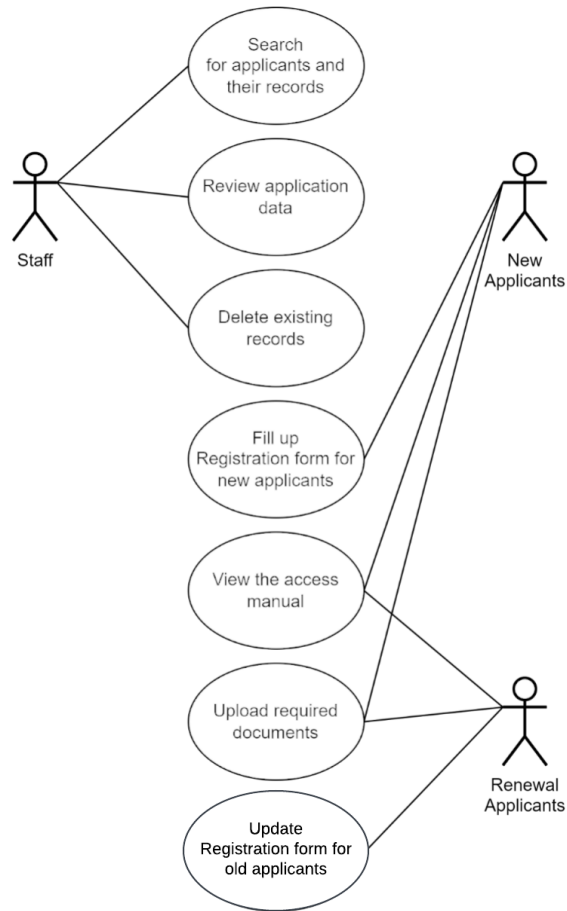 Search
for applicants and
their records
Review application
data
Staff
New
Applicants
Delete existing
records
Fill up
Registration form for
new applicants
View the access
manual
Upload required
documents
Renewal
Applicants
Update
Registration form for
old applicants